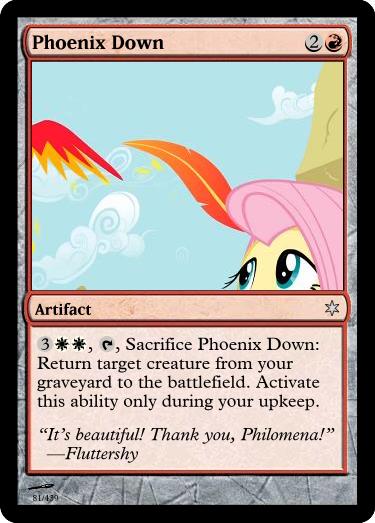 Phoenix Down 2
Artifact
3, Sacrifice Phoenix Down:
Return target creature from your
graveyard to the battlefield. Activate
this ability only during your upkeep.
“It’s beautiful! Thank you, Philomena!”
—Fluttershy
81/439